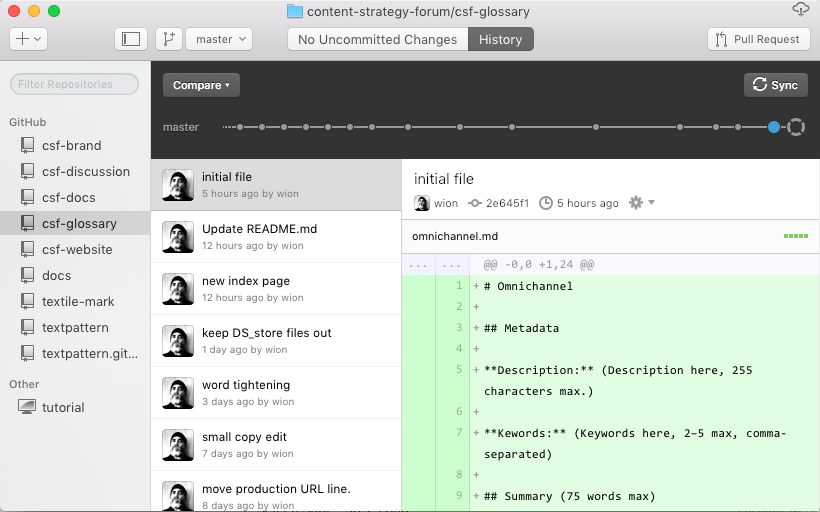 content-strategy-forum/csf-glossary
master
No Uncommitted Changes
History
Pull Request
Filter Repositories
GitHub
csf-brand
csf-discussion
csf-docs
csf-glossary
csf-website
docs
textile-mark
textpattern
textpattern.git...
Other
tutorial
Compare
Sync
master
initial file
5 hours ago by wion
Update README.md
12 hours ago by wion
new index page
12 hours ago by wion
keep DS_store files out
1 day ago by wion
word tightening
3 days ago by wion
small copy edit
7 days ago by wion
move production URL line.
8 days ago by wion
initial file
wion 2e645f1 5 hours ago
omnichannel.md
... ... @@ -0,0 +1,24 @@
1 +# Omnichannel
2 +
3 +## Metadata
4 +
5 +**Description:** (Description here, 255
characters max.)
6 +
7 +**Kewords:** (Keywords here, 2-5 max, comma-
separated)
8 +
9 +## Summary (75 words max)